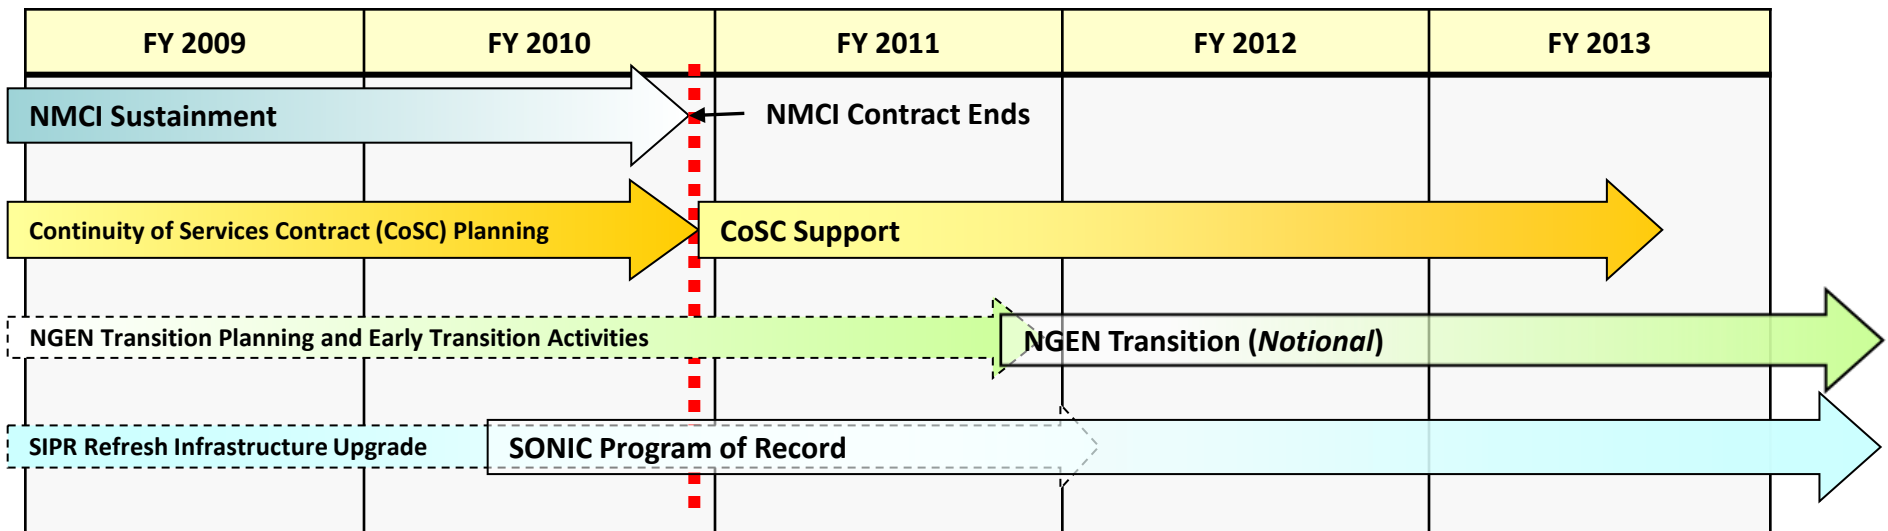 FY 2009
FY 2010
FY 2011
FY 2012
FY 2013
NMCI Sustainment
NMCI Contract Ends
Continuity of Services Contract (CoSC) Planning
CoSC Support
NGEN Transition Planning and Early Transition Activities
NGEN Transition (Notional)
SIPR Refresh Infrastructure Upgrade
SONIC Program of Record